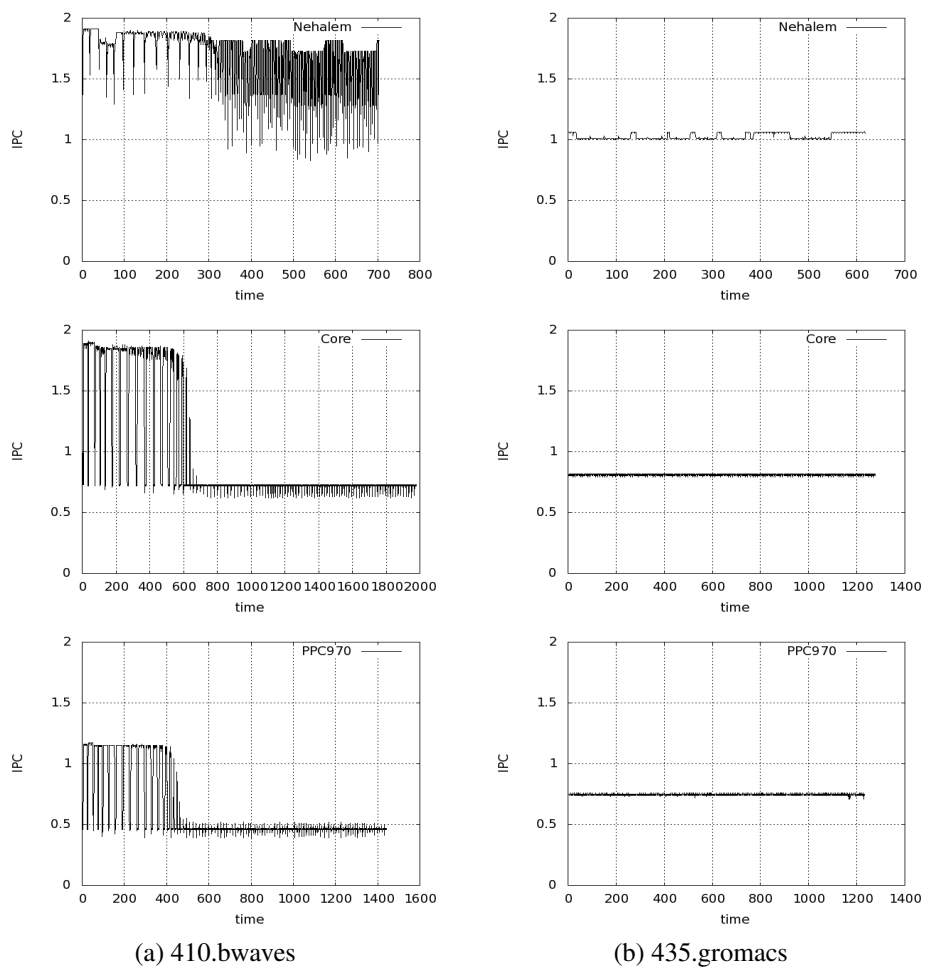 2
Nehalem
1.5
IPC
1
0.5
0
0 100 200 300 400 500 600 700 800
time
2
Nehalem
1.5
IPC
1
0.5
0
0 100 200 300 400 500 600 700
time
2
Core
1.5
IPC
1
0.5
0
0 200 400 600 800 1000 1200 1400 1600 1800 2000
time
2
Core
1.5
IPC
1
0.5
0
0 200 400 600 800 1000 1200 1400
time
2
PPC970
1.5
IPC
1
0.5
0
0 200 400 600 800 1000 1200 1400 1600
time
2
PPC970
1.5
IPC
1
0.5
0
0 200 400 600 800 1000 1200 1400
time
(a) 410.bwaves
(b) 435.gromacs